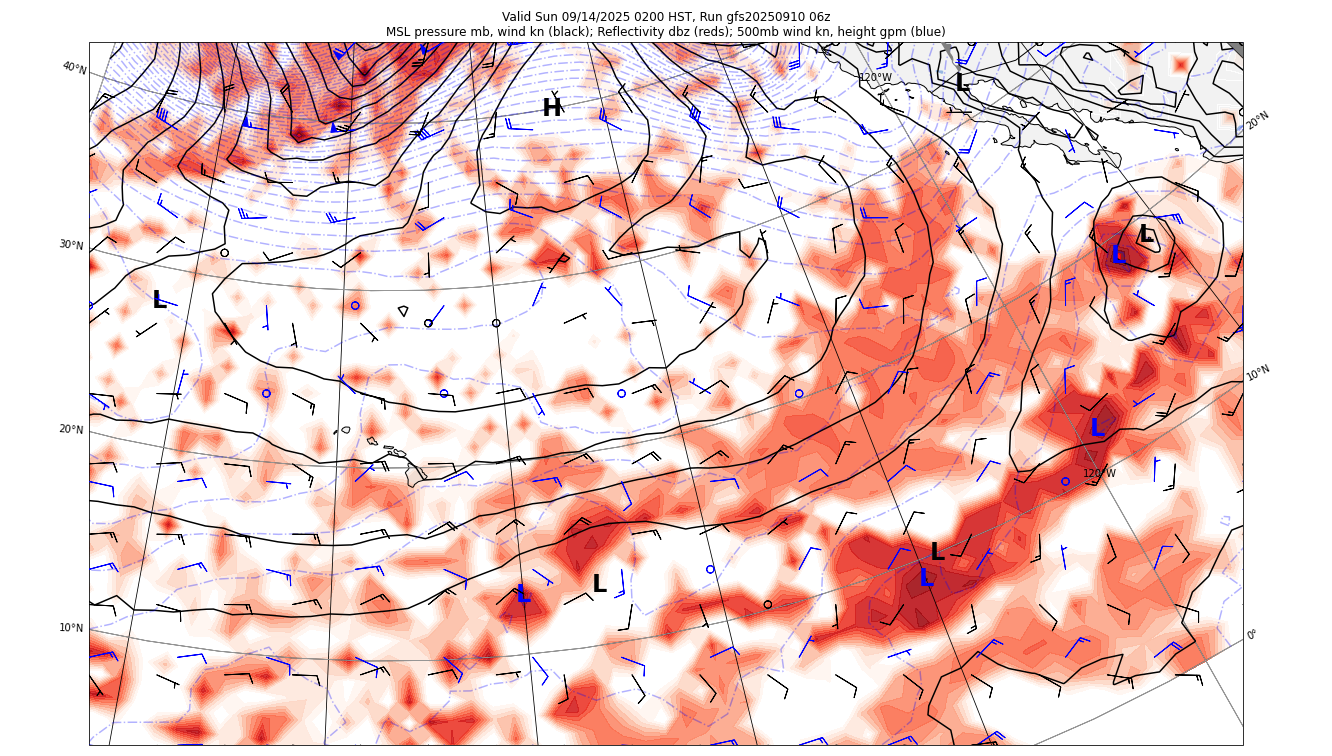 Valid Sun 09/14/2025 0200 HST, Run gfs20250910 06z
MSL pressure mb, wind kn (black); Reflectivity dbz (reds); 500mb wind kn, height gpm (blue)
40°N
120°W
L
20°N
H
30°N
L
L
L
10°N
20°N
L
120°W
L
L
L
L
10°N
0°